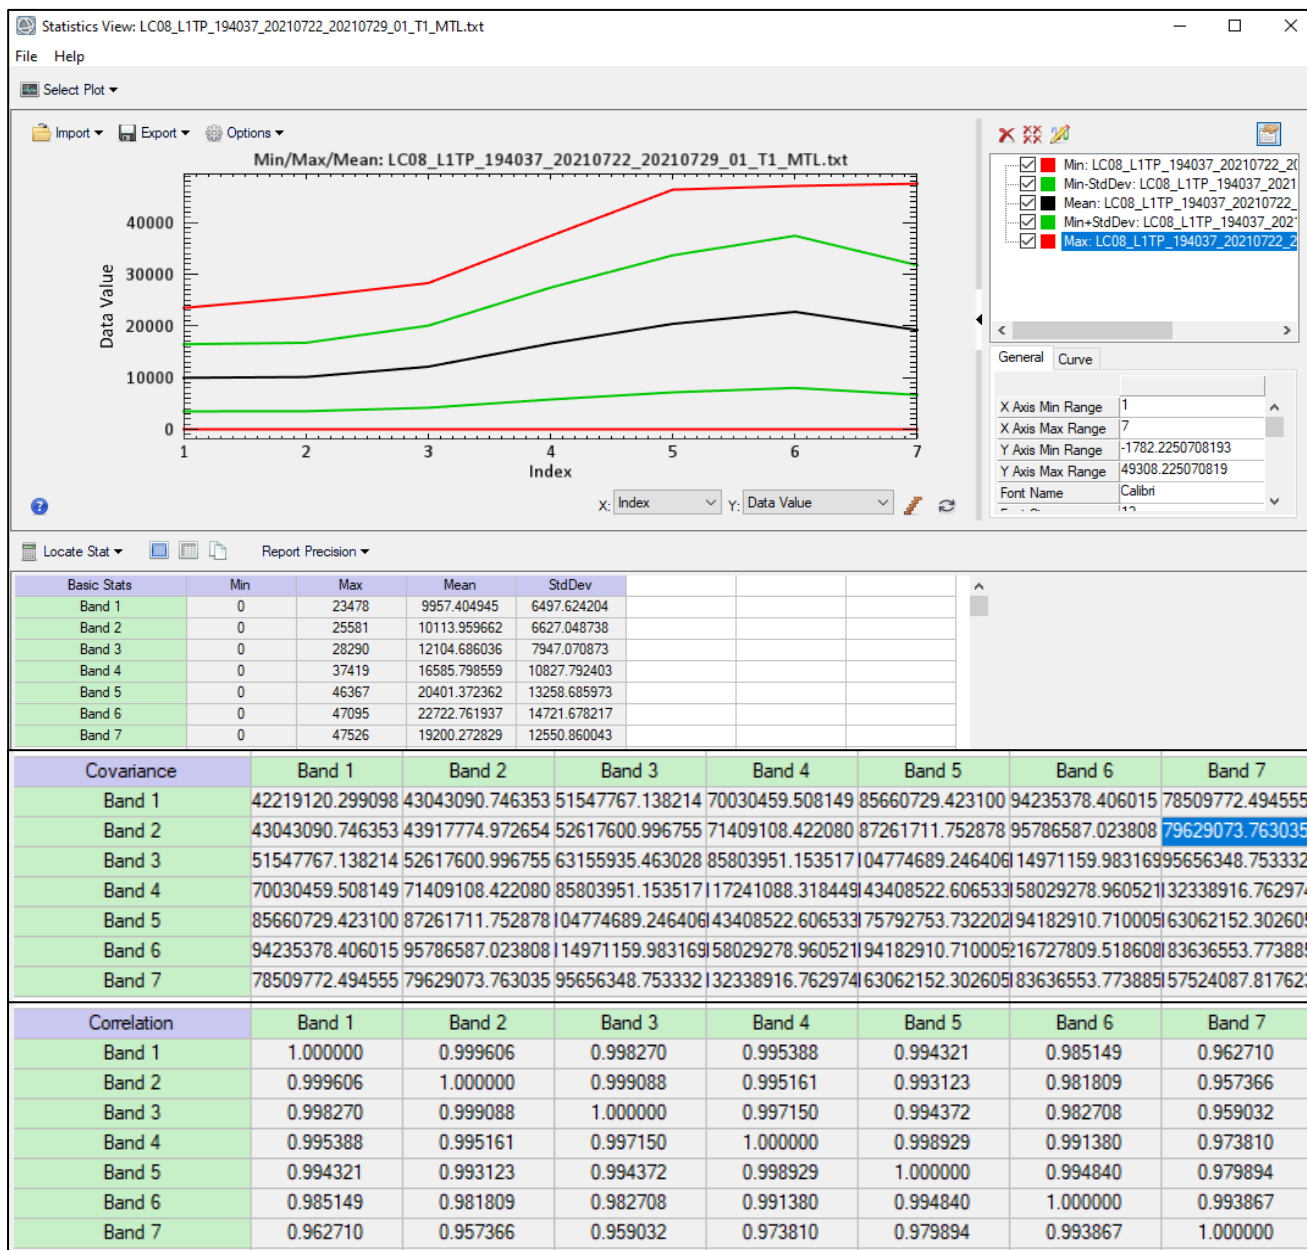 Statistics View: LC08_L1TP_194037_20210722_20210729_01_T1_MTL.txt
File Help
Select Plot
Import Export Options
Min/Max/Mean: LC08_L1TP_194037_20210722_20210729_01_T1_MTL.txt
40000
30000
20000
10000
0
Data Value
1 2 3 4 5 6 7
Index
X: Index Y: Data Value
Min: LC08_L1TP_194037_20210722_20
Min-StdDev: LC08_L1TP_194037_2021
Mean: LC08_L1TP_194037_20210722_
Min+StdDev: LC08_L1TP_194037_202
Max: LC08_L1TP_194037_20210722_2
General Curve
X Axis Min Range 1
X Axis Max Range 7
Y Axis Min Range -1782.2250708193
Y Axis Max Range 49308.225070819
Font Name Calibri
Locate Stat Report Precision
Basic Stats Min Max Mean StdDev
Band 1 0 23478 9957.404945 6497.624204
Band 2 0 25581 10113.959662 6627.048738
Band 3 0 28290 12104.686036 7947.070873
Band 4 0 37419 16585.798559 10827.792403
Band 5 0 46367 20401.372362 13258.685973
Band 6 0 47095 22722.761937 14721.678217
Band 7 0 47526 19200.272829 12550.860043
Covariance Band 1 Band 2 Band 3 Band 4 Band 5 Band 6 Band 7
Band 1 42219120.299098 43043090.746353 51547767.138214 70030459.508149 85660729.423100 94235378.406015 78509772.494555
Band 2 43043090.746353 43917774.972654 52617600.996755 71409108.422080 87261711.752878 95786587.023808 79629073.763035
Band 3 51547767.138214 52617600.996755 63155935.463028 85803951.153517 104774689.246406 114971159.983169 95656348.753332
Band 4 70030459.508149 71409108.422080 85803951.153517 117241088.318449 143408522.606533 158029278.960521 132338916.762974
Band 5 85660729.423100 87261711.752878 104774689.246406 143408522.606533 175792753.732202 194182910.710005 163062152.302605
Band 6 94235378.406015 95786587.023808 114971159.983169 158029278.960521 194182910.710005 216727809.518608 183636553.773885
Band 7 78509772.494555 79629073.763035 95656348.753332 132338916.762974 163062152.302605 183636553.773885 157524087.817623
Correlation Band 1 Band 2 Band 3 Band 4 Band 5 Band 6 Band 7
Band 1 1.000000 0.999606 0.998270 0.995388 0.994321 0.985149 0.962710
Band 2 0.999606 1.000000 0.999088 0.995161 0.993123 0.981809 0.957366
Band 3 0.998270 0.999088 1.000000 0.997150 0.994372 0.982708 0.959032
Band 4 0.995388 0.995161 0.997150 1.000000 0.998929 0.991380 0.973810
Band 5 0.994321 0.993123 0.994372 0.998929 1.000000 0.994840 0.979894
Band 6 0.985149 0.981809 0.982708 0.991380 0.994840 1.000000 0.993867
Band 7 0.962710 0.957366 0.959032 0.973810 0.979894 0.993867 1.000000